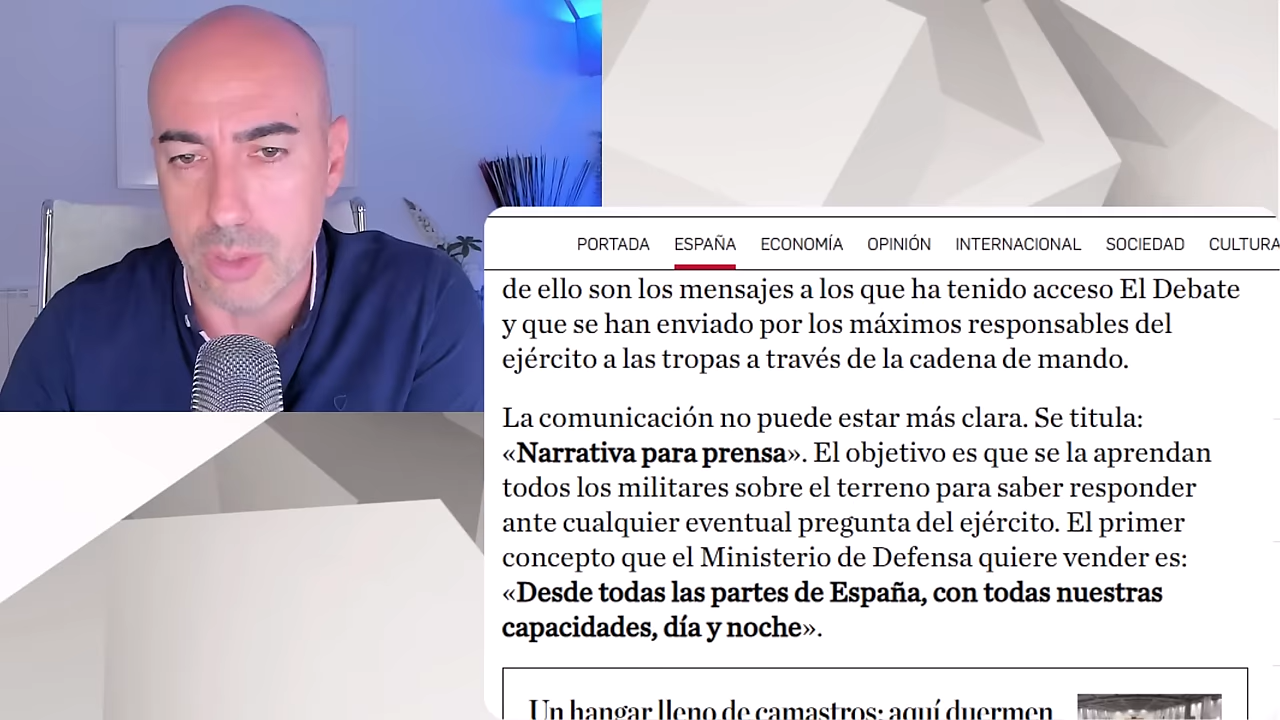 PORTADA ESPAÑA ECONOMÍA OPINIÓN INTERNACIONAL SOCIEDAD CULTURA
de ello son los mensajes a los que ha tenido acceso El Debate
y que se han enviado por los máximos responsables del
ejército a las tropas a través de la cadena de mando.
La comunicación no puede estar más clara. Se titula:
«Narrativa para prensa». El objetivo es que se la aprendan
todos los militares sobre el terreno para saber responder
ante cualquier eventual pregunta del ejército. El primer
concepto que el Ministerio de Defensa quiere vender es:
«Desde todas las partes de España, con todas nuestras
capacidades, día y noche».
Un hangar lleno de camastros: aquí duermen